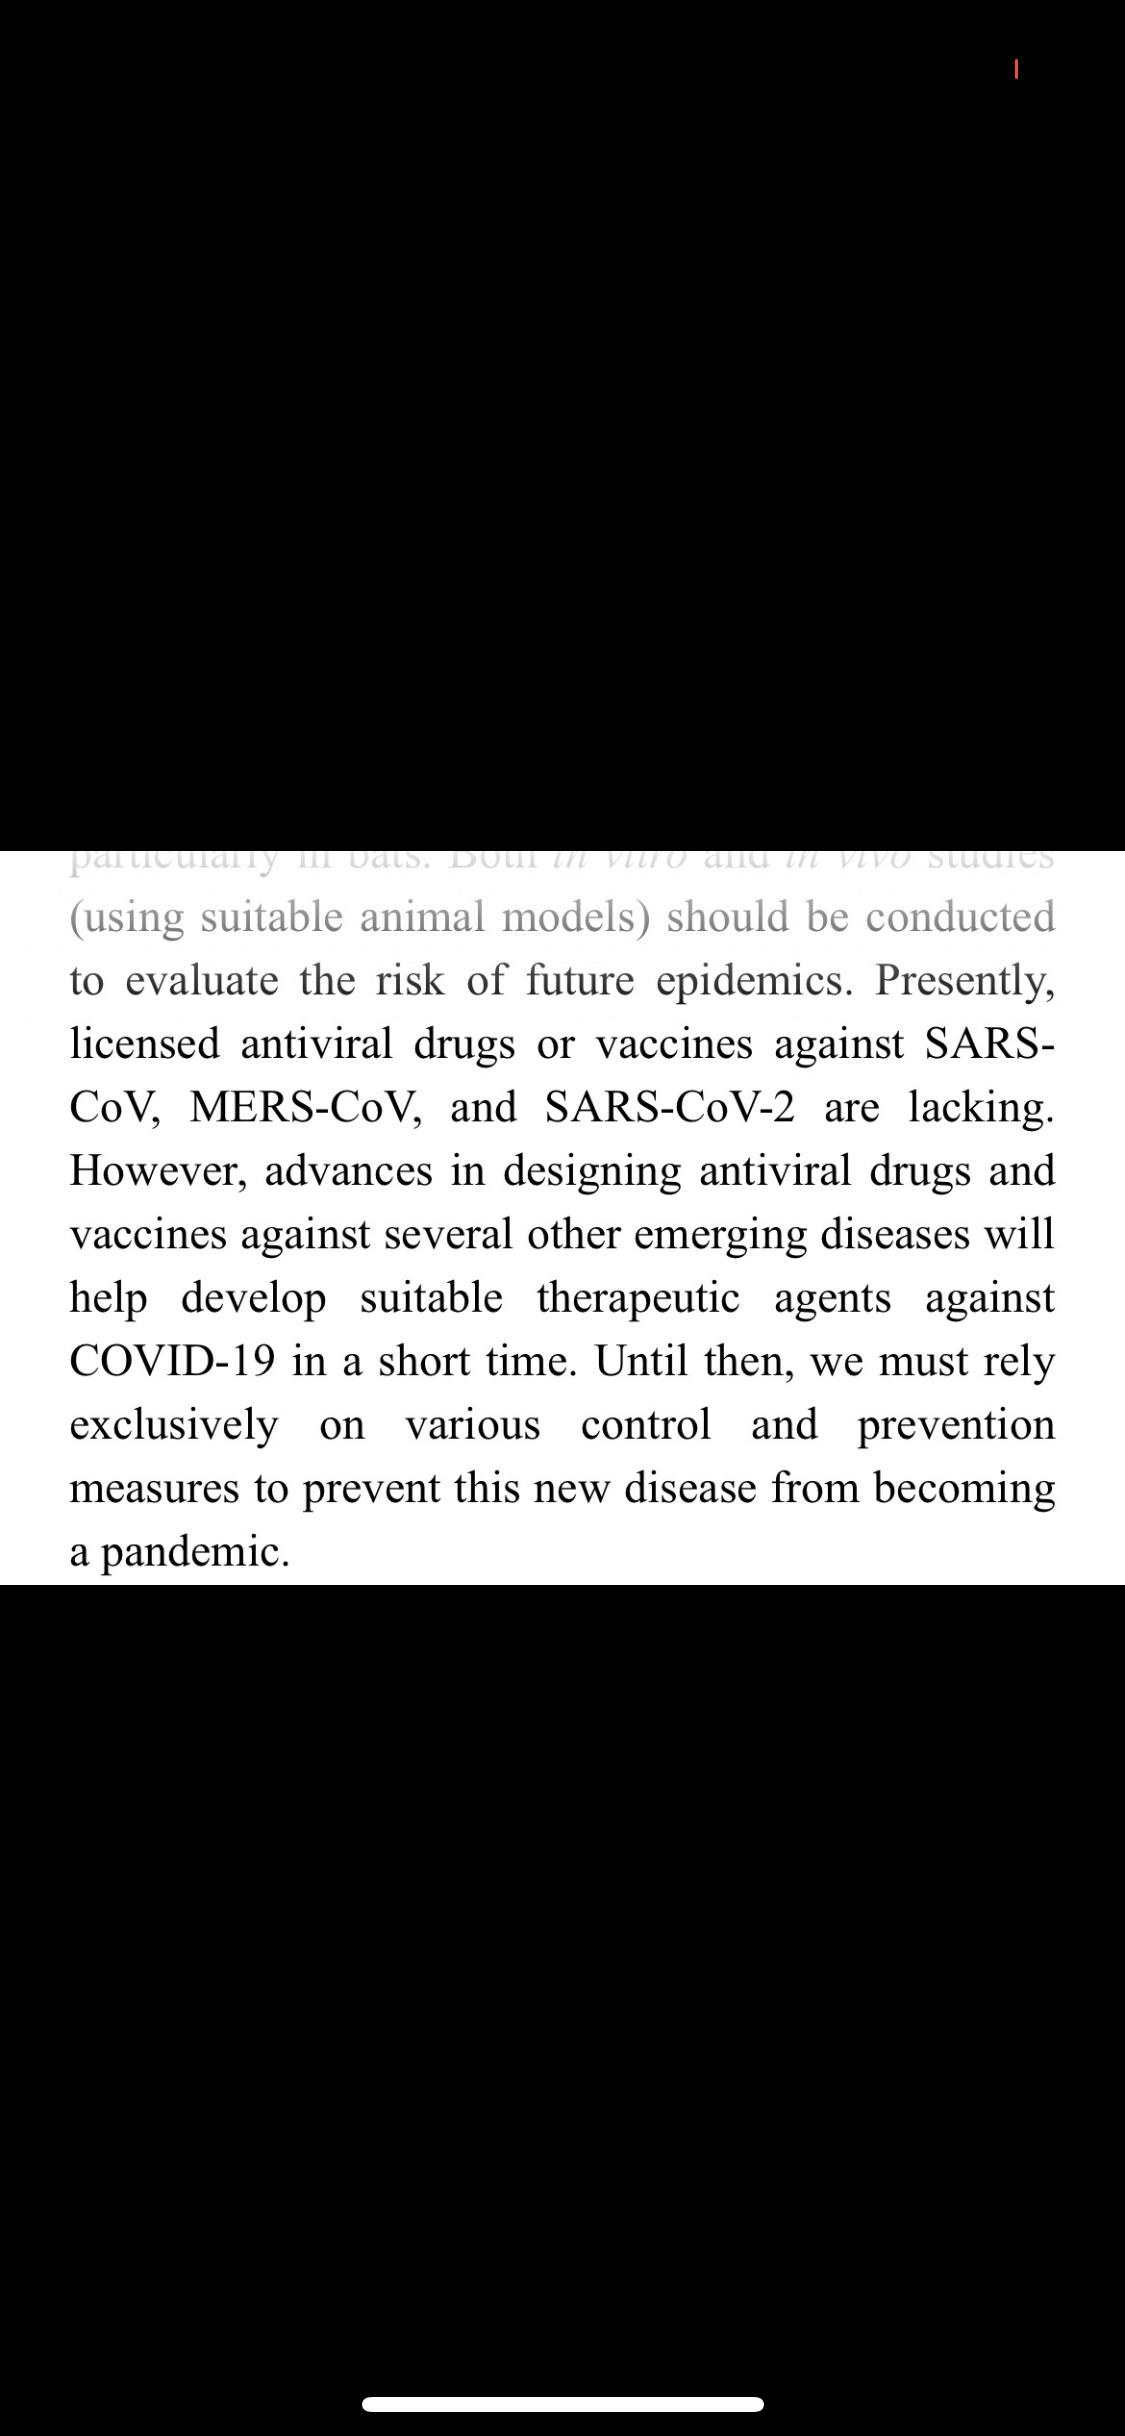 particularly in bats. Both in vitro and in vivo studies
(using suitable animal models) should be conducted
to evaluate the risk of future epidemics. Presently,
licensed antiviral drugs or vaccines against SARS-
CoV, MERS-CoV, and SARS-CoV-2 are lacking.
However, advances in designing antiviral drugs and
vaccines against several other emerging diseases will
help develop suitable therapeutic agents against
COVID-19 in a short time. Until then, we must rely
exclusively on various control and prevention
measures to prevent this new disease from becoming
a pandemic.